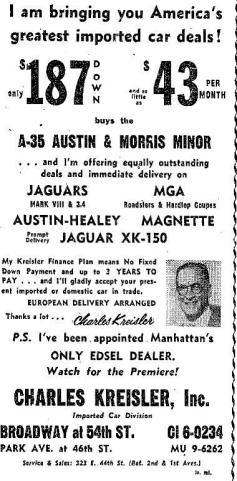 I am bringing you America's
greatest imported car deals!
only $187 DOWN and so little as $43 PER MONTH
buys the
A-35 AUSTIN & MORRIS MINOR
. . . and I'm offering equally outstanding
deals and immediate delivery on
JAGUARS MGA
MARK VIII & 3.4 Roadsters & Hardtop Coupes
AUSTIN-HEALEY MAGNETTE
Prompt Delivery JAGUAR XK-150
My Kreisler Finance Plan means No Fixed
Down Payment and up to 3 YEARS TO
PAY . . . and I'll gladly accept your pres-
ent imported or domestic car in trade.
EUROPEAN DELIVERY ARRANGED
Thanks a lot . . . Charles Kreisler
P.S. I've been appointed Manhattan's
ONLY EDSEL DEALER.
Watch for the Premiere!
CHARLES KREISLER, Inc.
Imported Car Division
BROADWAY at 54th ST. CI 6-0234
PARK AVE. at 46th ST. MU 9-6262
Service & Sales: 323 E. 44th St. (Bet. 2nd & 1st Aves.)